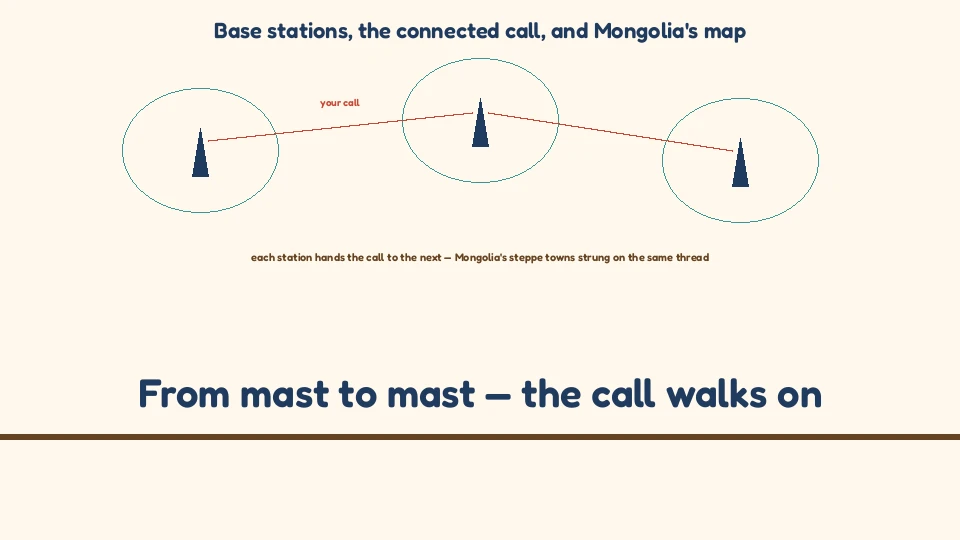 Base stations, the connected call, and Mongolia's map
your call
each station hands the call to the next — Mongolia's steppe towns strung on the same thread
From mast to mast — the call walks on